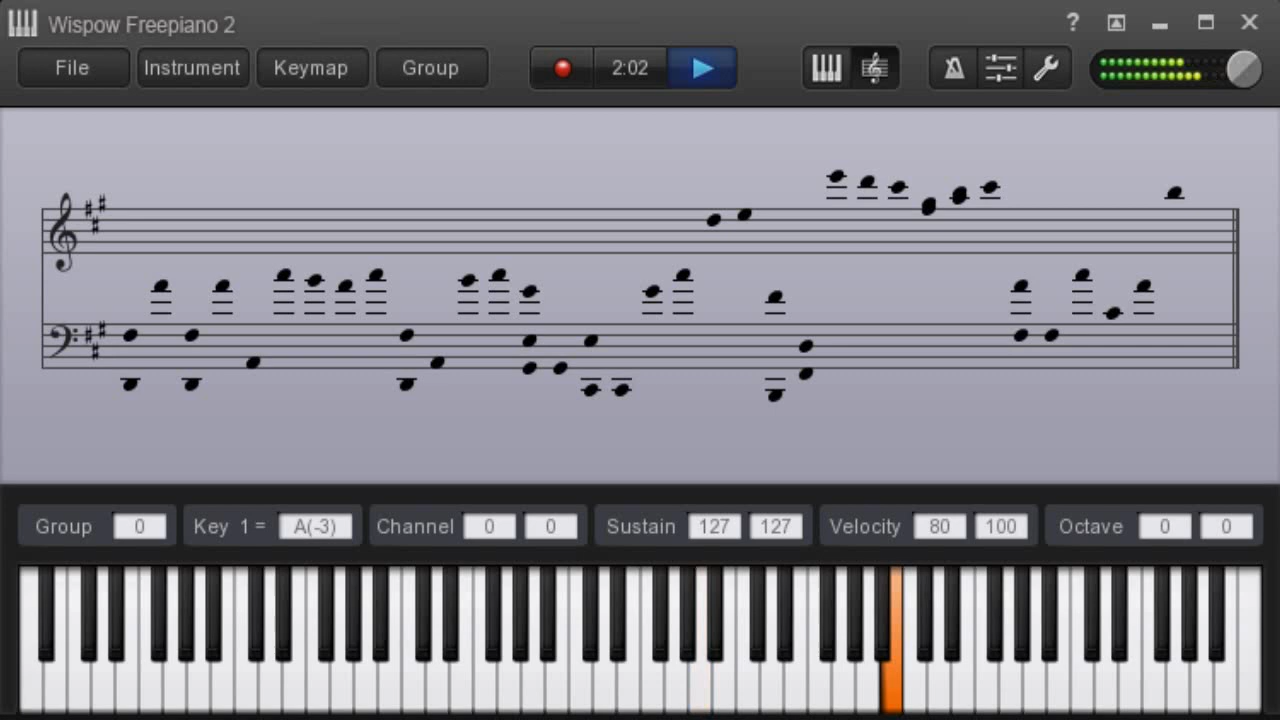 Wispow Freepiano 2
?
File Instrument Keymap Group 2:02
Group 0 Key 1 = A(-3) Channel 0 0 Sustain 127 127 Velocity 80 100 Octave 0 0